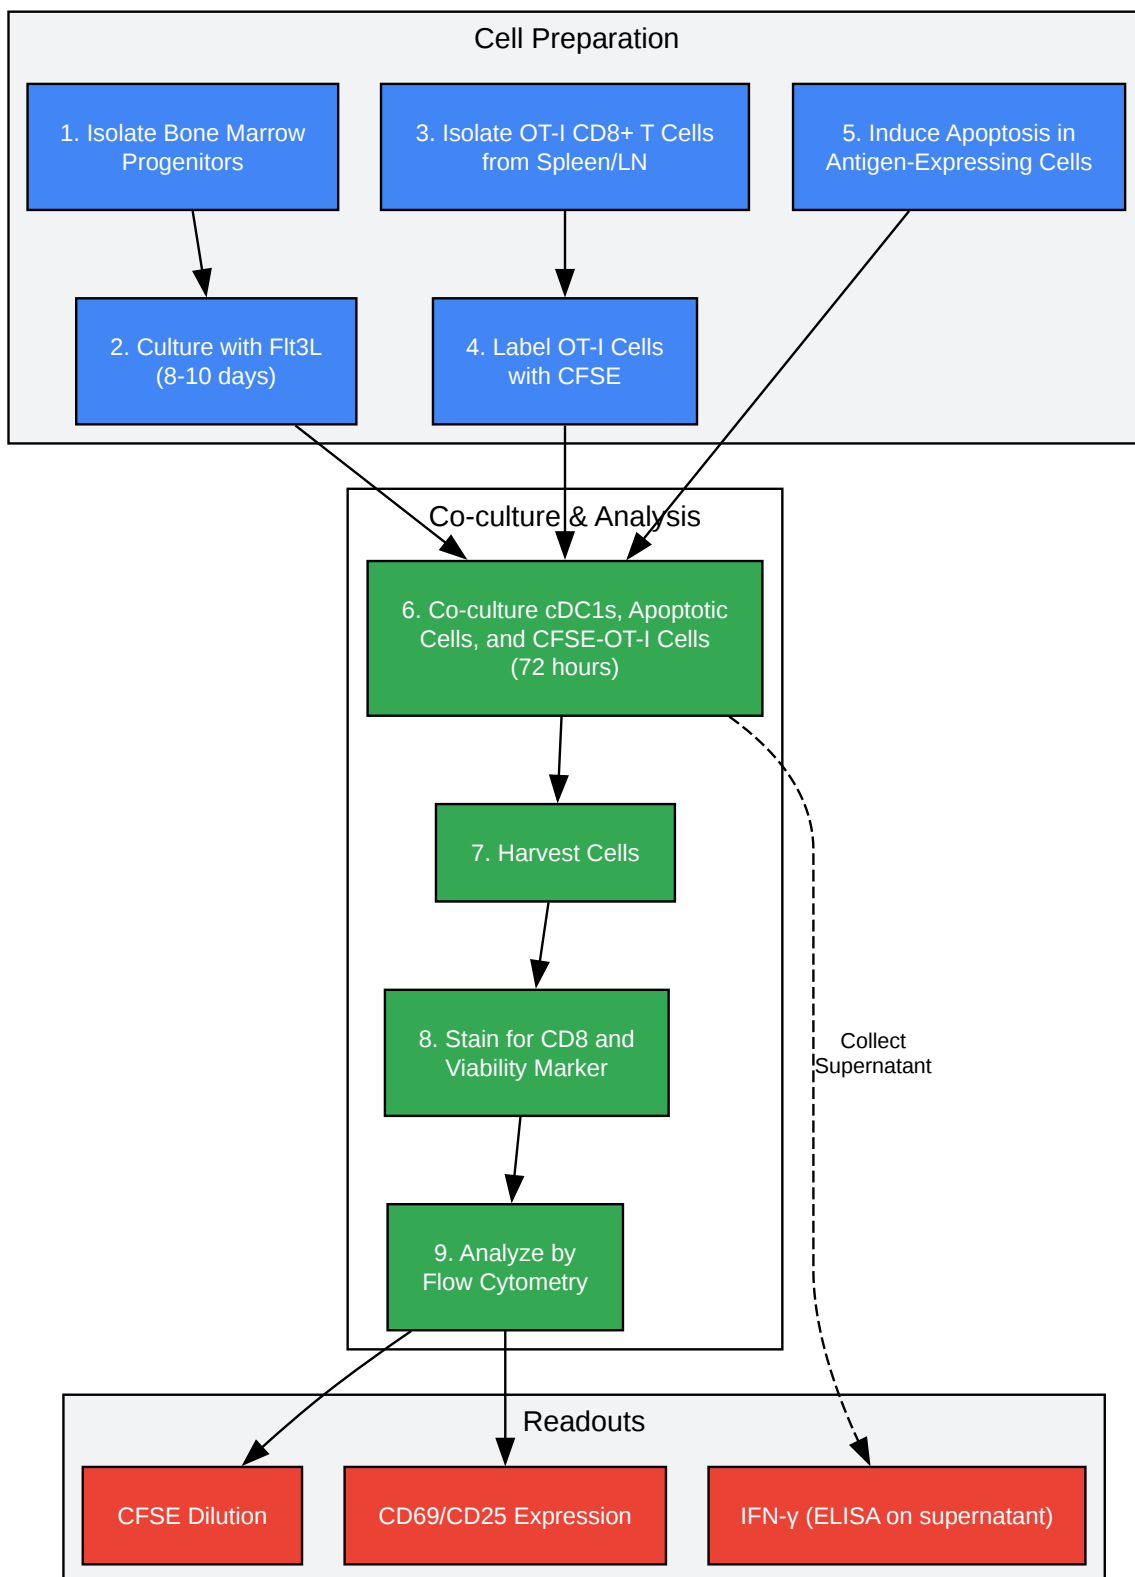 Cell Preparation
1. Isolate Bone Marrow
Progenitors
3. Isolate OT-I CD8+ T Cells
from Spleen/LN
5. Induce Apoptosis in
Antigen-Expressing Cells
2. Culture with Flt3L
(8-10 days)
4. Label OT-I Cells
with CFSE
Co-culture & Analysis
6. Co-culture cDC1s, Apoptotic
Cells, and CFSE-OT-I Cells
(72 hours)
7. Harvest Cells
8. Stain for CD8 and
Viability Marker
Collect
Supernatant
9. Analyze by
Flow Cytometry
Readouts
CFSE Dilution
CD69/CD25 Expression
IFN-γ (ELISA on supernatant)